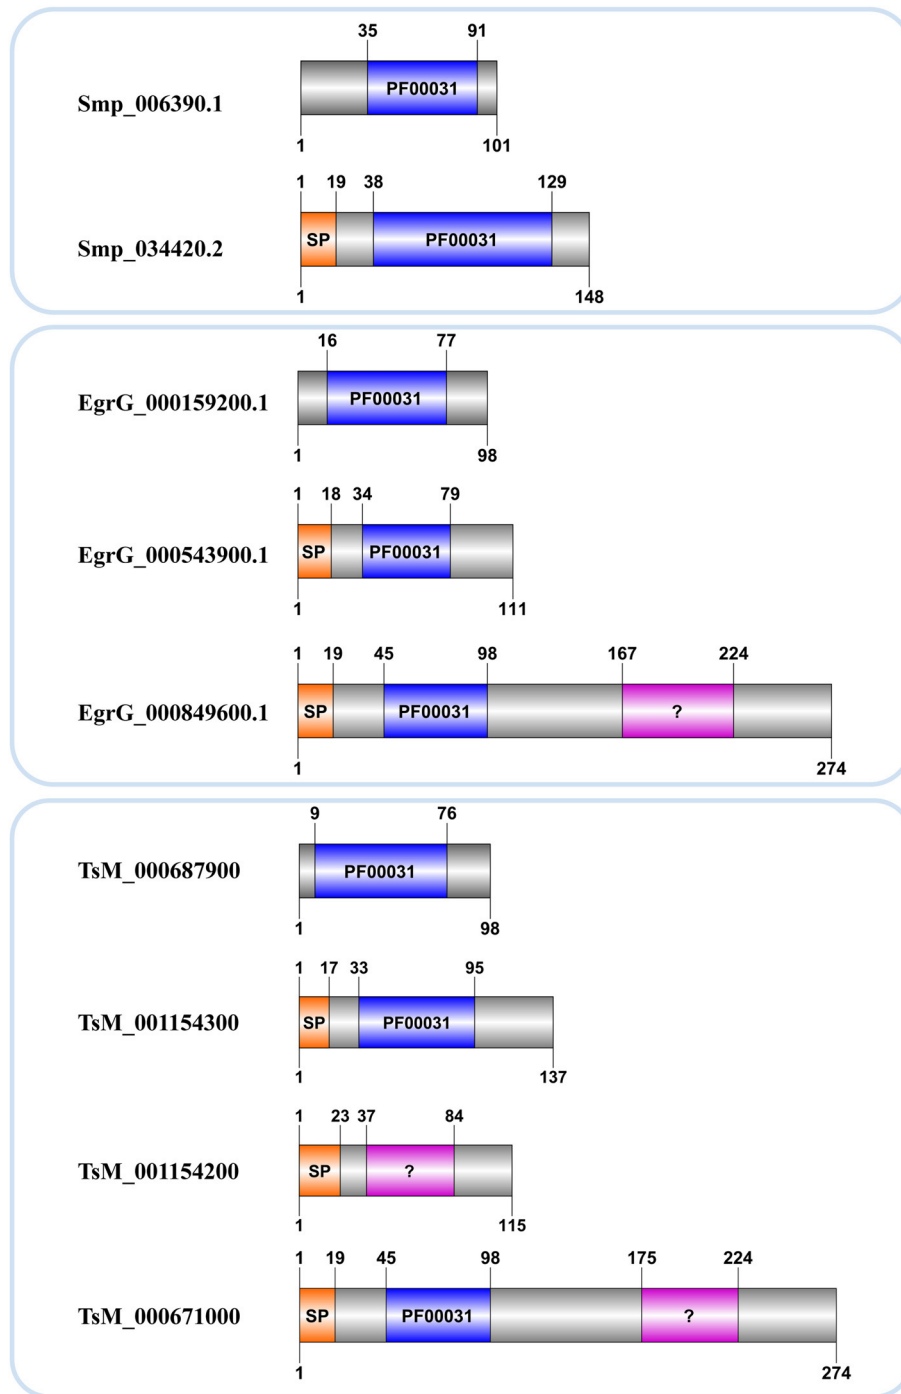 35 91
PF00031
Smp_006390.1
1 101
1 19 38 129
SP PF00031
Smp_034420.2
1 148
16 77
PF00031
EgrG_000159200.1
1 98
1 18 34 79
SP PF00031
EgrG_000543900.1
1 111
1 19 45 98 167 224
EgrG_000849600.1 SP PF00031 ?
1 274
9 76
TsM_000687900 PF00031
1 98
1 17 33 95
TsM_001154300 SP PF00031
1 137
1 23 37 84
TsM_001154200 SP ?
1 115
1 19 45 98 175 224
TsM_000671000 SP PF00031 ?
1 274